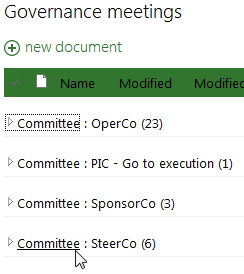 Governance meetings
new document
Name Modified Modified
Committee : OperCo (23)
Committee : PIC - Go to execution (1)
Committee : SponsorCo (3)
Committee : SteerCo (6)